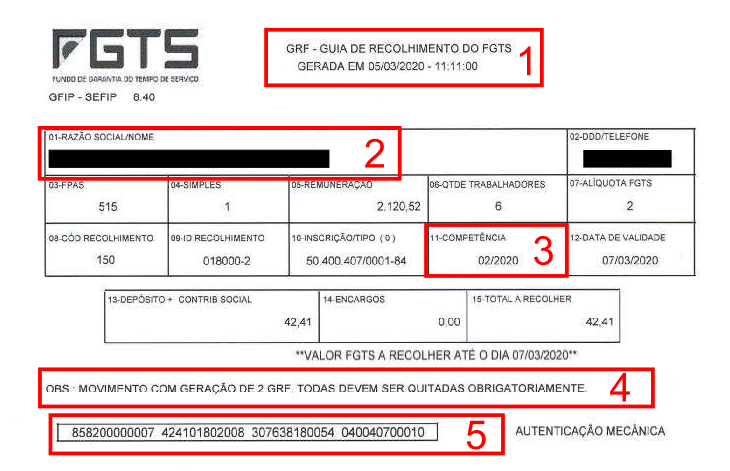 FGTS
FUNDO DE GARANTIA DO TEMPO DE SERVICO
GFIP - SEFIP 8.40
GRF - GUIA DE RECOLHIMENTO DO FGTS
GERADA EM 05/03/2020 - 11:11:00
1
01-RAZÃO SOCIAL/NOME
2
02-DDD/TELEFONE
03-FPAS 04-SIMPLES 05-REMUNERAÇÃO 06-QTDE TRABALHADORES 07-ALÍQUOTA FGTS
515 1 2.120,52 6 2
08-CÓD RECOLHIMENTO 09-ID RECOLHIMENTO 10-INSCRIÇÃO/TIPO ( 0 ) 11-COMPETÊNCIA 12-DATA DE VALIDADE
150 018000-2 50.400.407/0001-84 02/2020 3 07/03/2020
13-DEPÓSITO + CONTRIB SOCIAL 14-ENCARGOS 15-TOTAL A RECOLHER
42,41 0,00 42,41
**VALOR FGTS A RECOLHER ATÉ O DIA 07/03/2020**
OBS.: MOVIMENTO COM GERAÇÃO DE 2 GRF, TODAS DEVEM SER QUITADAS OBRIGATORIAMENTE. 4
858200000007 424101802008 307638180054 040040700010 5 AUTENTICAÇÃO MECÂNICA